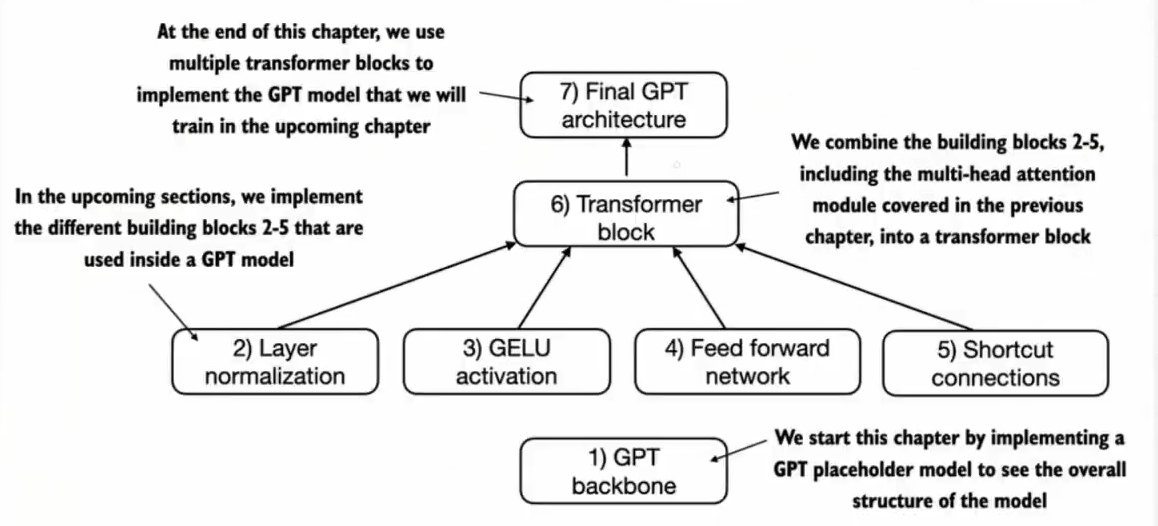 At the end of this chapter, we use
multiple transformer blocks to
implement the GPT model that we will
train in the upcoming chapter
7) Final GPT
architecture
We combine the building blocks 2-5,
including the multi-head attention
module covered in the previous
chapter, into a transformer block
In the upcoming sections, we implement
the different building blocks 2-5 that are
used inside a GPT model
6) Transformer
block
2) Layer
normalization
3) GELU
activation
4) Feed forward
network
5) Shortcut
connections
1) GPT
backbone
We start this chapter by implementing a
GPT placeholder model to see the overall
structure of the model